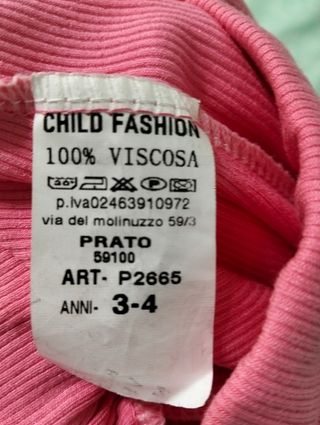 CHILD FASHION
100% VISCOSA
p.iva02463910972
via del molinuzzo 59/3
PRATO
59100
ART- P2665
ANNI- 3-4